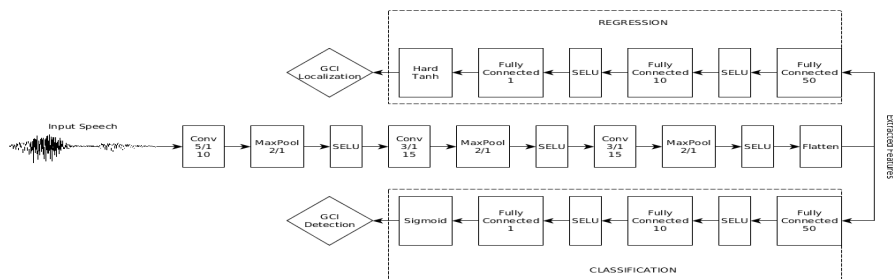 REGRESSION
GCI
Localization
Hard
Tanh
Fully
Connected
1
SELU
Fully
Connected
10
SELU
Fully
Connected
50
Input Speech
Conv
5/1
10
MaxPool
2/1
SELU
Conv
3/1
15
MaxPool
2/1
SELU
Conv
3/1
15
MaxPool
2/1
SELU
Flatten
Extracted Features
GCI
Detection
Sigmoid
Fully
Connected
1
SELU
Fully
Connected
10
SELU
Fully
Connected
50
CLASSIFICATION